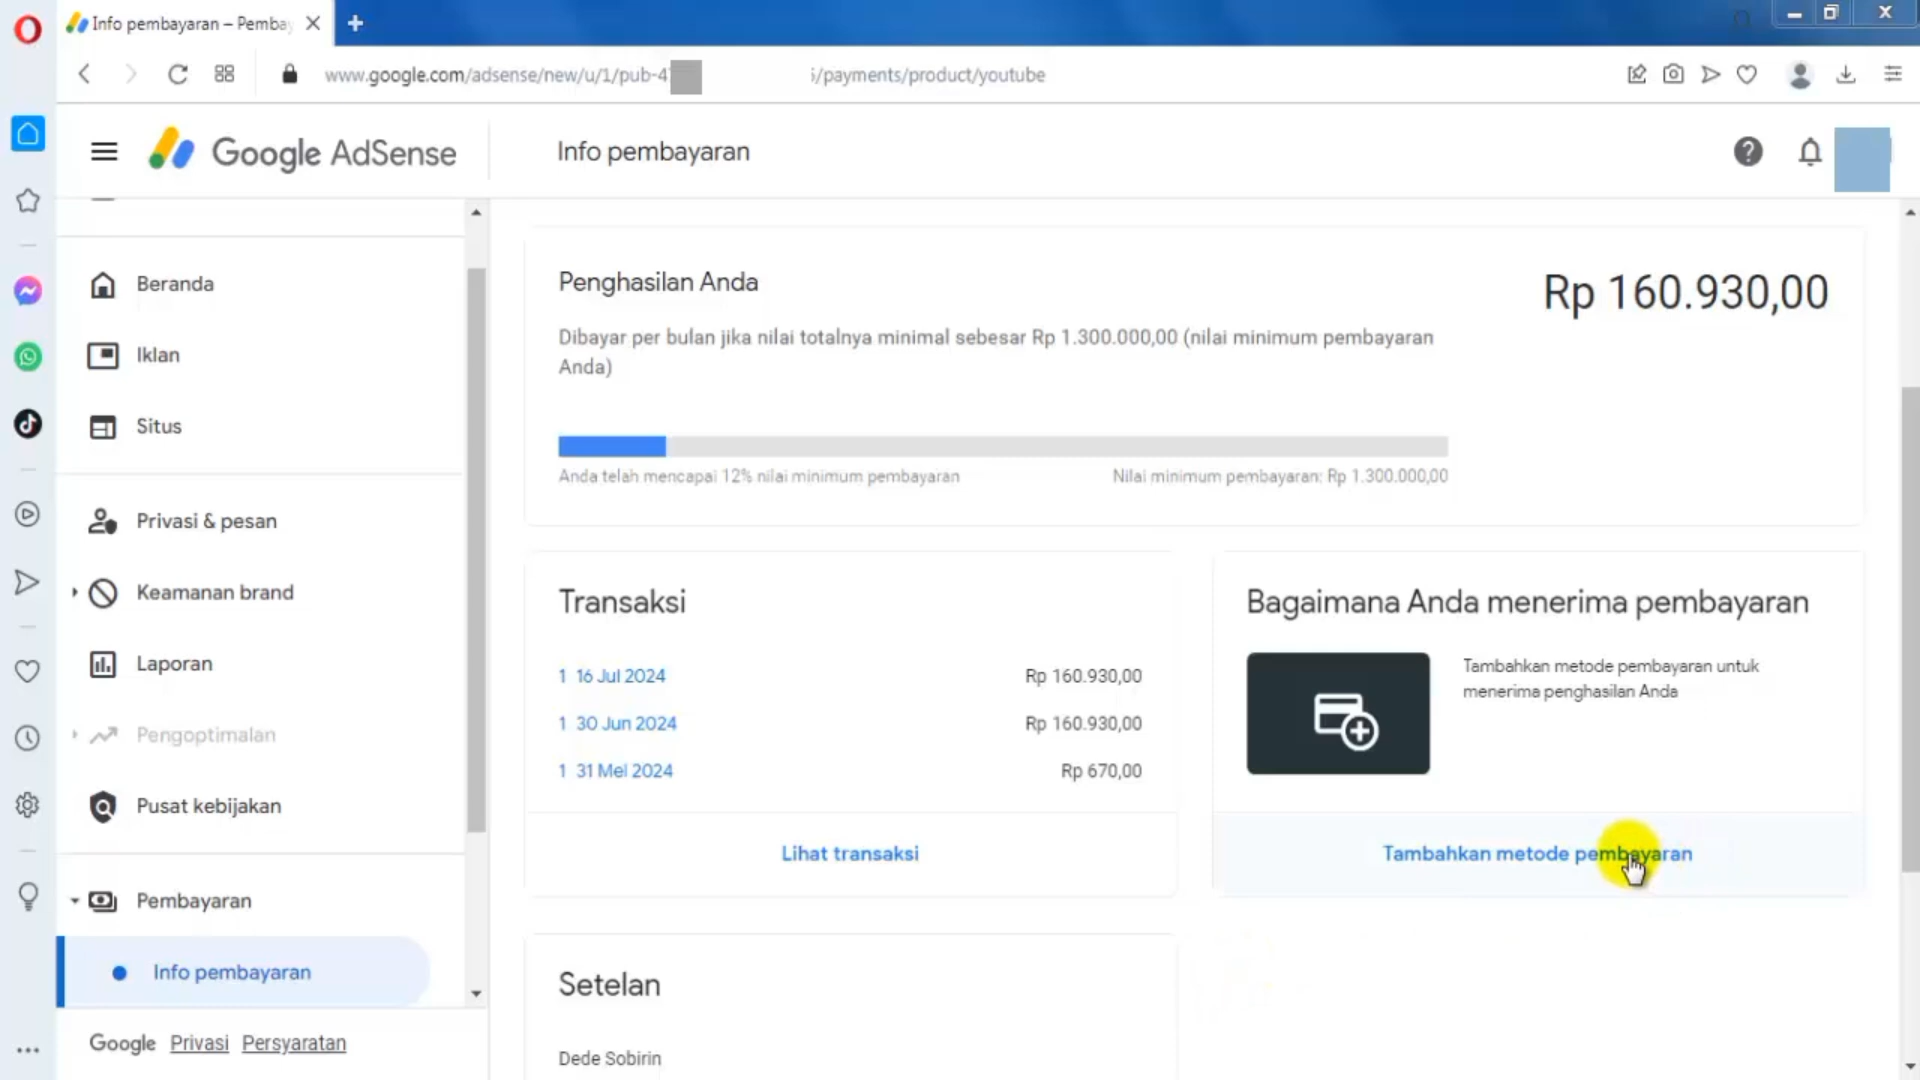 Info pembayaran – Pemba
www.google.com/adsense/new/u/1/pub-4
i/payments/product/youtube
Google AdSense
Info pembayaran
Beranda
Iklan
Situs
Privasi & pesan
Keamanan brand
Laporan
Pengoptimalan
Pusat kebijakan
Pembayaran
Info pembayaran
Google Privasi Persyaratan
Penghasilan Anda
Rp 160.930,00
Dibayar per bulan jika nilai totalnya minimal sebesar Rp 1.300.000,00 (nilai minimum pembayaran
Anda)
Anda telah mencapai 12% nilai minimum pembayaran
Nilai minimum pembayaran: Rp 1.300.000,00
Transaksi
1 16 Jul 2024 Rp 160.930,00
1 30 Jun 2024 Rp 160.930,00
1 31 Mei 2024 Rp 670,00
Lihat transaksi
Bagaimana Anda menerima pembayaran
Tambahkan metode pembayaran untuk
menerima penghasilan Anda
Tambahkan metode pembayaran
Setelan
Dede Sobirin